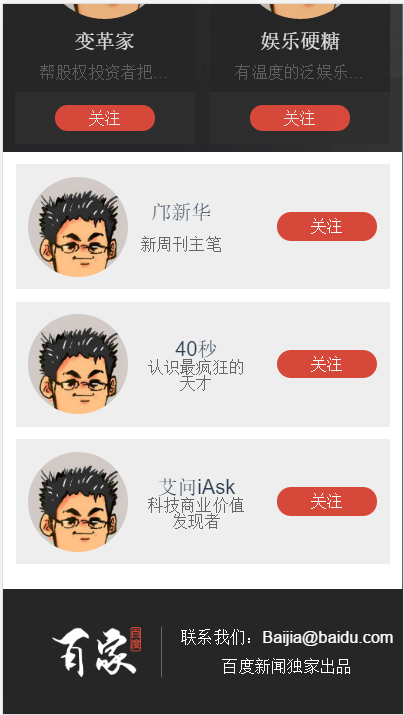 变革家
娱乐硬糖
帮股权投资者把...
有温度的泛娱乐...
关注
关注
邝新华
新周刊主笔
关注
40秒
认识最疯狂的
天才
关注
艾问iAsk
科技商业价值
发现者
关注
百家
百度
联系我们：Baijia@baidu.com
百度新闻独家出品